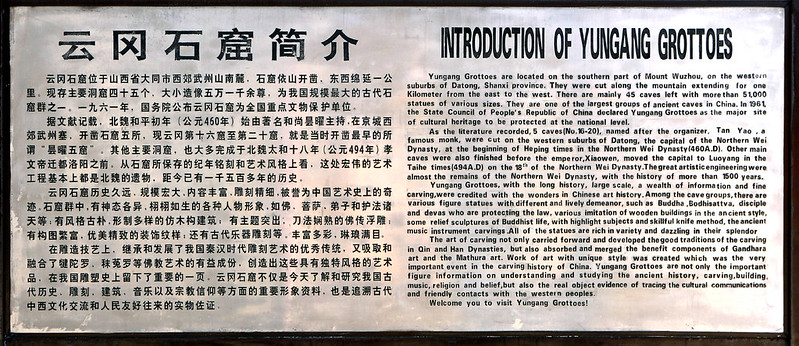 云冈石窟简介
云冈石窟位于山西省大同市西郊武州山南麓，石窟依山开凿，东西绵延一公
里，现存主要洞窟四十五个，大小造像五万一千余尊，为我国规模最大的古代石
窟群之一，一九六一年，国务院公布云冈石窟为全国重点文物保护单位。
据文献记载，北魏和平初年（公元460年）始由著名和尚昙曜主持，在京城西
郊武州塞，开凿石窟五所，现云冈第十六窟至第二十窟，就是当时开凿最早的所
谓“昙曜五窟”，其他主要洞窟，也大多完成于北魏太和十八年（公元494年）孝
文帝迁都洛阳之前，从石窟所保存的纪年铭刻和艺术风格上看，这处宏伟的艺术
工程基本上都是北魏的遗物，距今已有一千五百多年的历史。
云冈石窟历史久远，规模宏大，内容丰富，雕刻精细，被誉为中国艺术史上的奇
迹，石窟群中，有神态各异，栩栩如生的各种人物形象，如佛、菩萨、弟子和护法诸
天等；有风格古朴，形制多样的仿木构建筑；有主题突出，刀法娴熟的佛传浮雕；
有构图繁富，优美精致的装饰纹样；还有古代乐器雕刻等，丰富多彩，琳琅满目。
在雕造技艺上，继承和发展了我国秦汉时代雕刻艺术的优秀传统，又吸取和
融合了犍陀罗、秣菟罗等佛教艺术的有益成份，创造出这些具有独特风格的艺术
品，在我国雕塑史上留下了重要的一页，云冈石窟不仅是今天了解和研究我国古
代历史、雕刻、建筑、音乐以及宗教信仰等方面的重要形象资料，也是追溯古代
中西文化交流和人民友好往来的实物佐证。
INTRODUCTION OF YUNGANG GROTTOES
Yungang Grottoes are located on the southern part of Mount Wuzhou, on the western
suburbs of Datong, Shanxi province. They were cut along the mountain extending for one
Kilometer from the east to the west. There are mainly 45 caves left with more than 51,000
statues of various sizes. They are one of the largest groups of ancient caves in China. In 1961,
the State Council of People's Republic of China declared Yungang Grottoes as the major site
of cultural heritage to be protected at the national level.
As the literature recorded, 5 caves (No.16-20), named after the organizer, Tan Yao, a
famous monk, were cut on the western suburbs of Datong, the capital of the Northern Wei
Dynasty, at the beginning of Heping times in the Northern Wei Dynasty(460A.D). Other main
caves were also finished before the emperor, Xiaowen, moved the capital to Luoyang in the
Taihe times(494A.D) on the 18th of the Northern Wei Dynasty. The great artistic engineering were
almost the remains of the Northern Wei Dynasty, with the history of more than 1500 years.
Yungang Grottoes, with the long history, large scale, a wealth of information and fine
carving, were credited with the wonders in Chinese art history. Among the cave groups, there are
various figure statues with different and lively demeanor, such as Buddha, Bodhisattva, disciple
and devas who are protecting the law, various imitation of wooden buildings in the ancient style,
some relief sculptures of Buddhist life, with highlight subjects and skillful knife method, the ancient
music instrument carvings. All of the statues are rich in variety and dazzling in their splendor
The art of carving not only carried forward and developed the good traditions of the carving
in Qin and Han Dynasties, but also absorbed and merged the benefit components of Gandhara
art and the Mathura art. Work of art with unique style was created which was the very
important event in the carving history of China. Yungang Grottoes are not only the important
figure information on understanding and studying the ancient history, carving, building,
music, religion and belief, but also the real object evidence of tracing the cultural communications
and friendly contacts with the western peoples.
Welcome you to visit Yungang Grottoes!